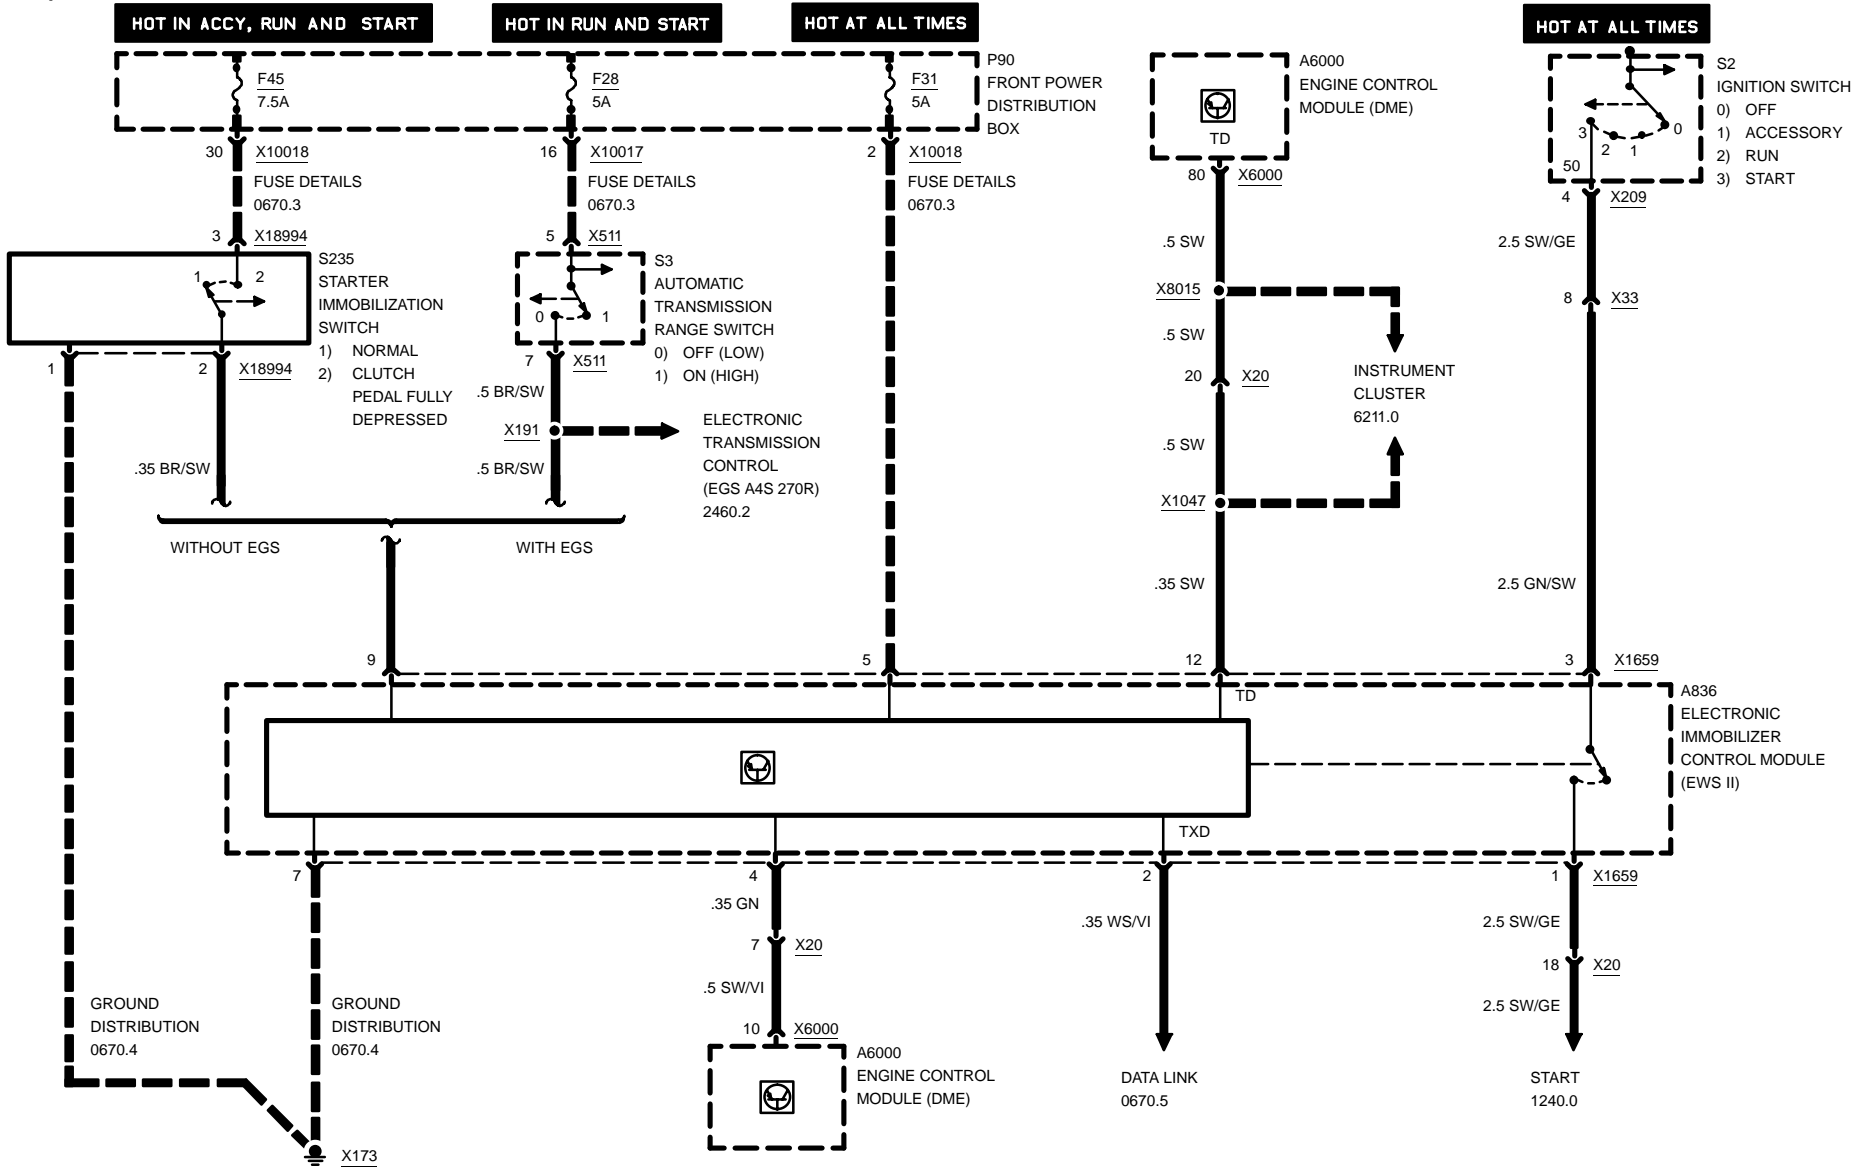 HOT IN ACCY, RUN AND START
HOT IN RUN AND START
HOT AT ALL TIMES
HOT AT ALL TIMES
F45
7.5A
F28
5A
F31
5A
P90
FRONT POWER
DISTRIBUTION
BOX
A6000
ENGINE CONTROL
MODULE (DME)
TD
S2
IGNITION SWITCH
0) OFF
1) ACCESSORY
2) RUN
3) START
3
2
1
0
50
30
X10018
16
X10017
2
X10018
80
X6000
4
X209
FUSE DETAILS
0670.3
FUSE DETAILS
0670.3
FUSE DETAILS
0670.3
3
X18994
5
X511
.5 SW
2.5 SW/GE
1
2
S235
STARTER
IMMOBILIZATION
SWITCH
1) NORMAL
2) CLUTCH
PEDAL FULLY
DEPRESSED
0
1
S3
AUTOMATIC
TRANSMISSION
RANGE SWITCH
0) OFF (LOW)
1) ON (HIGH)
X8015
8
X33
.5 SW
1
2
X18994
7
X511
20
X20
INSTRUMENT
CLUSTER
6211.0
.5 BR/SW
X191
ELECTRONIC
TRANSMISSION
CONTROL
(EGS A4S 270R)
2460.2
.35 BR/SW
.5 BR/SW
.5 SW
X1047
WITHOUT EGS
WITH EGS
.35 SW
2.5 GN/SW
9
5
12
3
X1659
TD
A836
ELECTRONIC
IMMOBILIZER
CONTROL MODULE
(EWS II)
TXD
7
4
2
1
X1659
.35 GN
.35 WS/VI
2.5 SW/GE
7
X20
18
X20
.5 SW/VI
2.5 SW/GE
GROUND
DISTRIBUTION
0670.4
GROUND
DISTRIBUTION
0670.4
10
X6000
A6000
ENGINE CONTROL
MODULE (DME)
DATA LINK
0670.5
START
1240.0
X173